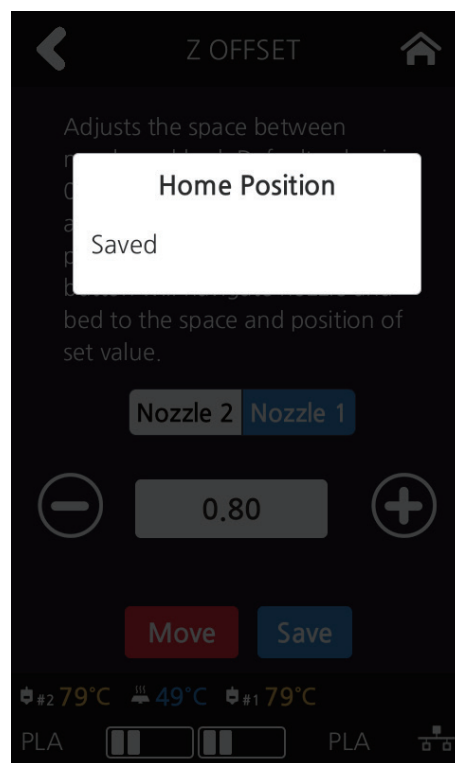 Z OFFSET
Adjusts the space between
Home Position
Saved
bed to the space and position of
set value.
Nozzle 2 Nozzle 1
0.80
Move Save
#2 79°C 49°C #1 79°C
PLA PLA